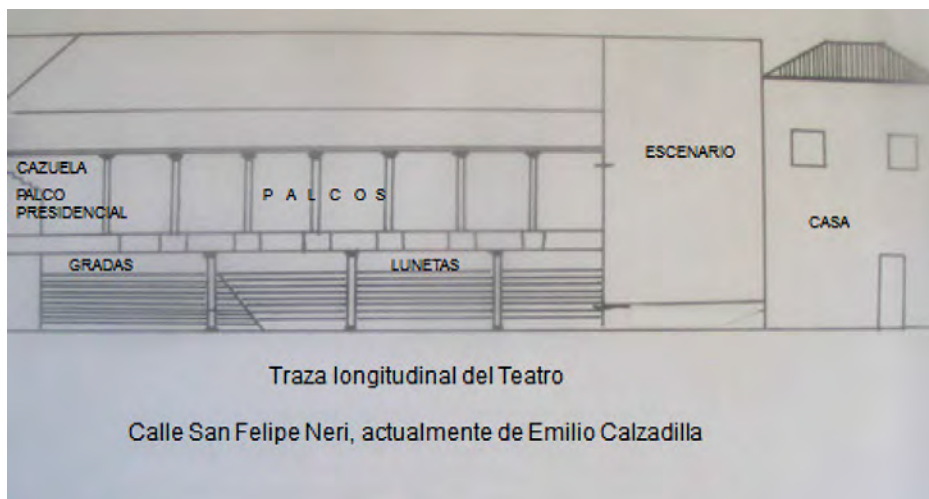 CAZUELA
PALCO
PRESIDENCIAL
P A L C O S
ESCENARIO
CASA
GRADAS
LUNETAS
Traza longitudinal del Teatro
Calle San Felipe Neri, actualmente de Emilio Calzadilla